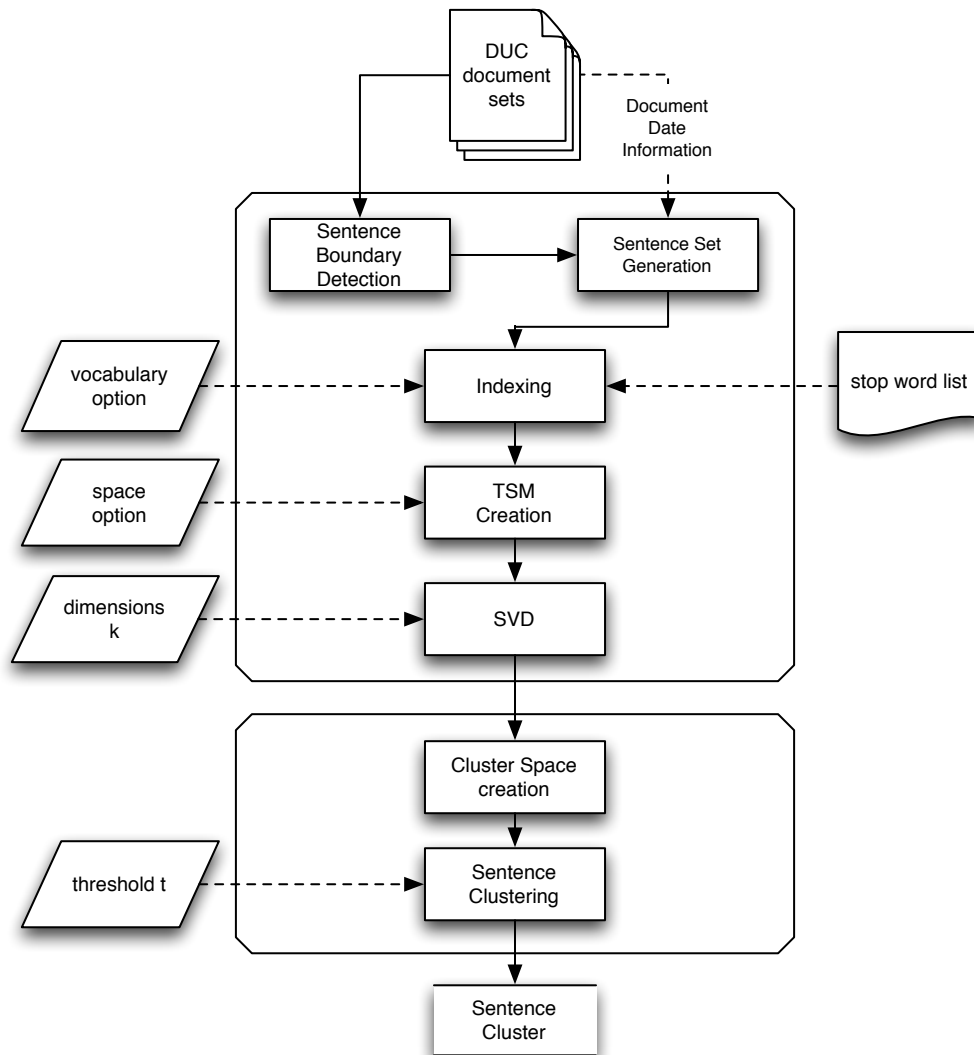 DUC
document
sets
Document
Date
Information
Sentence
Boundary
Detection
Sentence Set
Generation
vocabulary
option
Indexing
stop word list
space
option
TSM
Creation
dimensions
k
SVD
Cluster Space
creation
threshold t
Sentence
Clustering
Sentence
Cluster